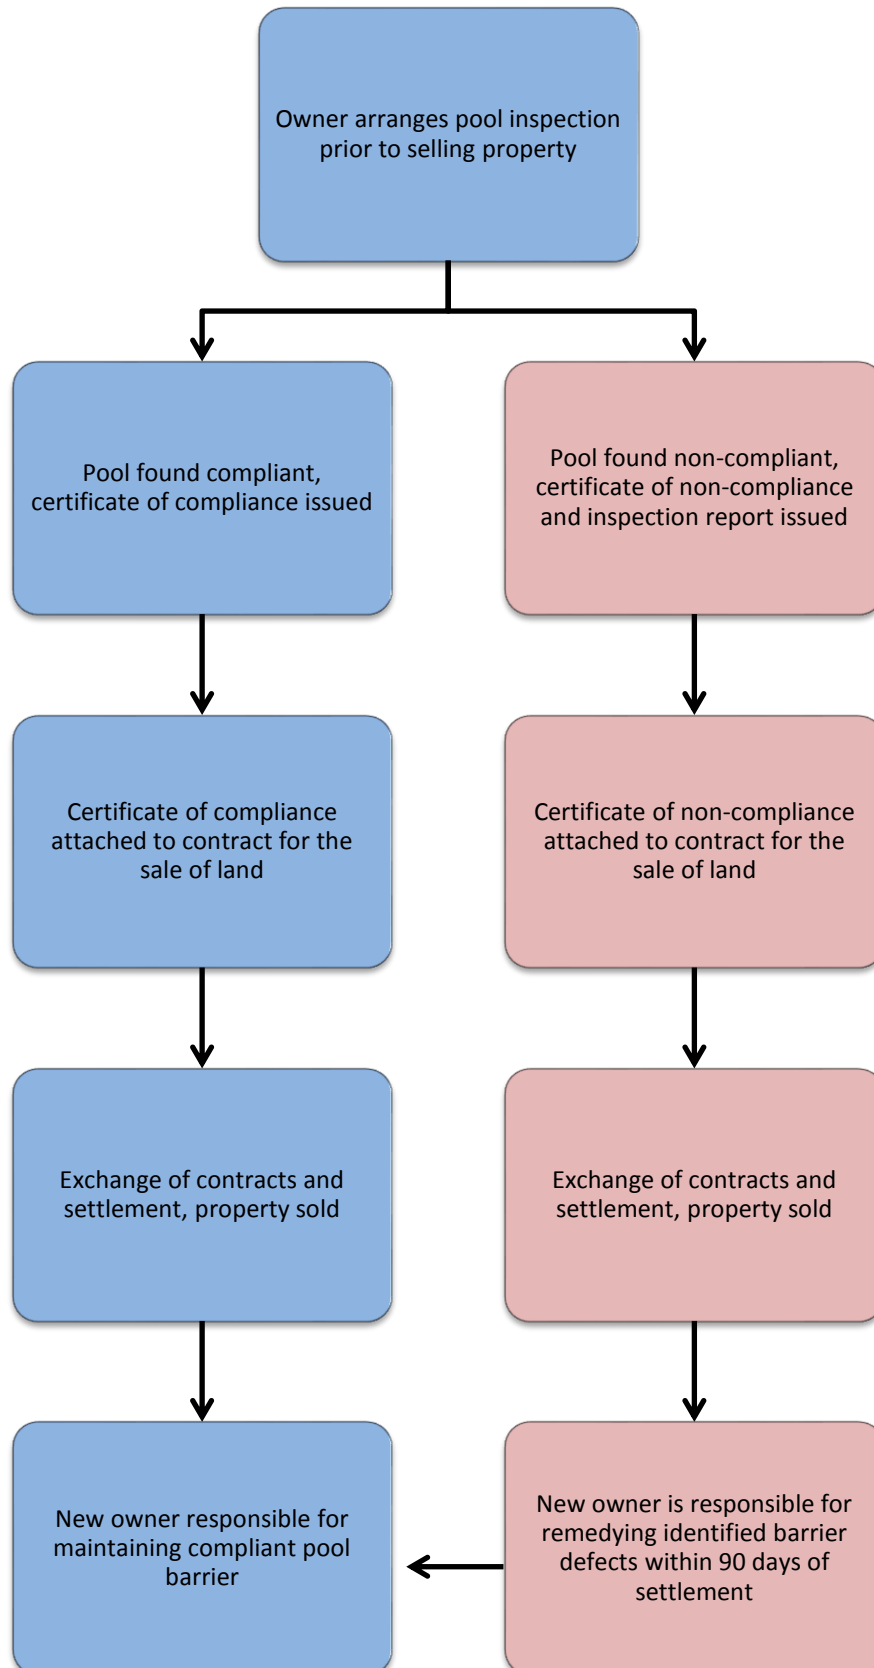 Owner arranges pool inspection
prior to selling property
Pool found compliant,
certificate of compliance issued
Pool found non-compliant,
certificate of non-compliance
and inspection report issued
Certificate of compliance
attached to contract for the
sale of land
Certificate of non-compliance
attached to contract for the
sale of land
Exchange of contracts and
settlement, property sold
Exchange of contracts and
settlement, property sold
New owner responsible for
maintaining compliant pool
barrier
New owner is responsible for
remedying identified barrier
defects within 90 days of
settlement